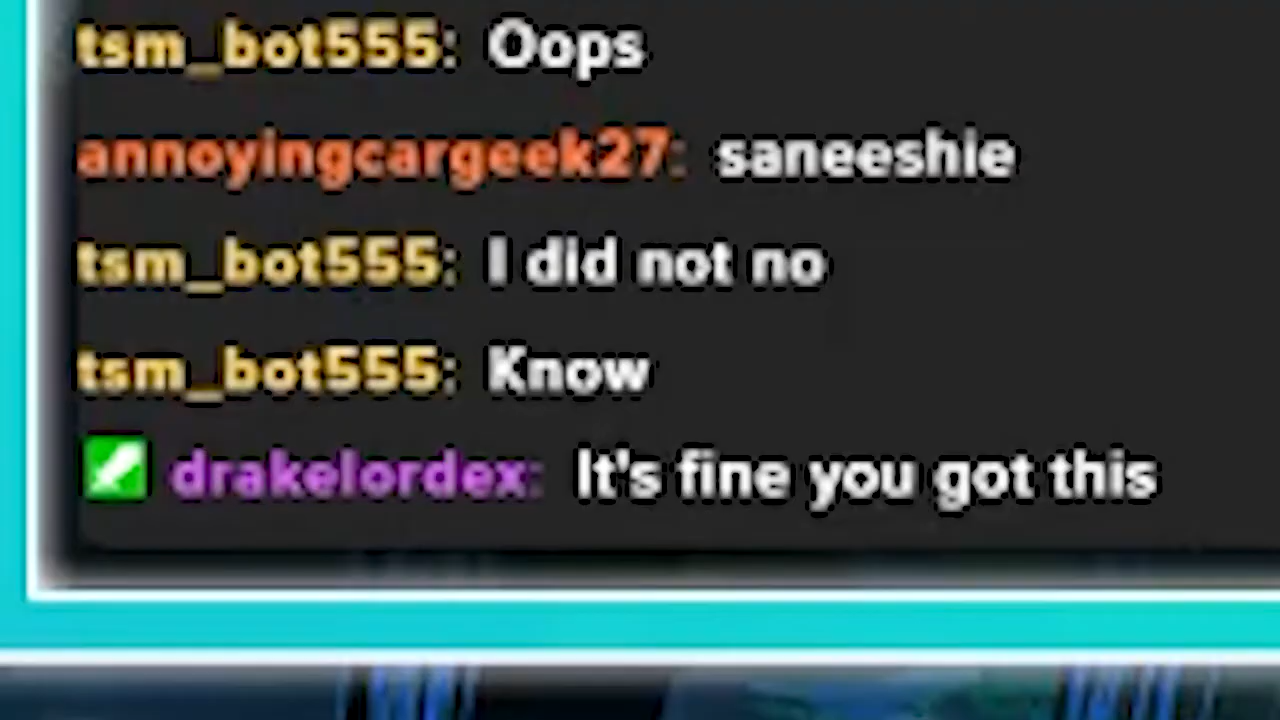 tsm_bot555: Oops
annoyingcargeek27: saneeshie
tsm_bot555: I did not no
tsm_bot555: Know
drakelordex: It's fine you got this